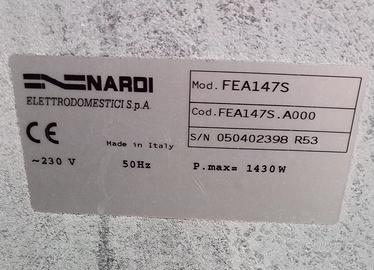 NARDI
ELETTRODOMESTICI S.p.A.
Mod. FEA147S
Cod. FEA147S.A000
S/N 050402398 R53
CE
Made in Italy
~230 V 50Hz P.max= 1430W